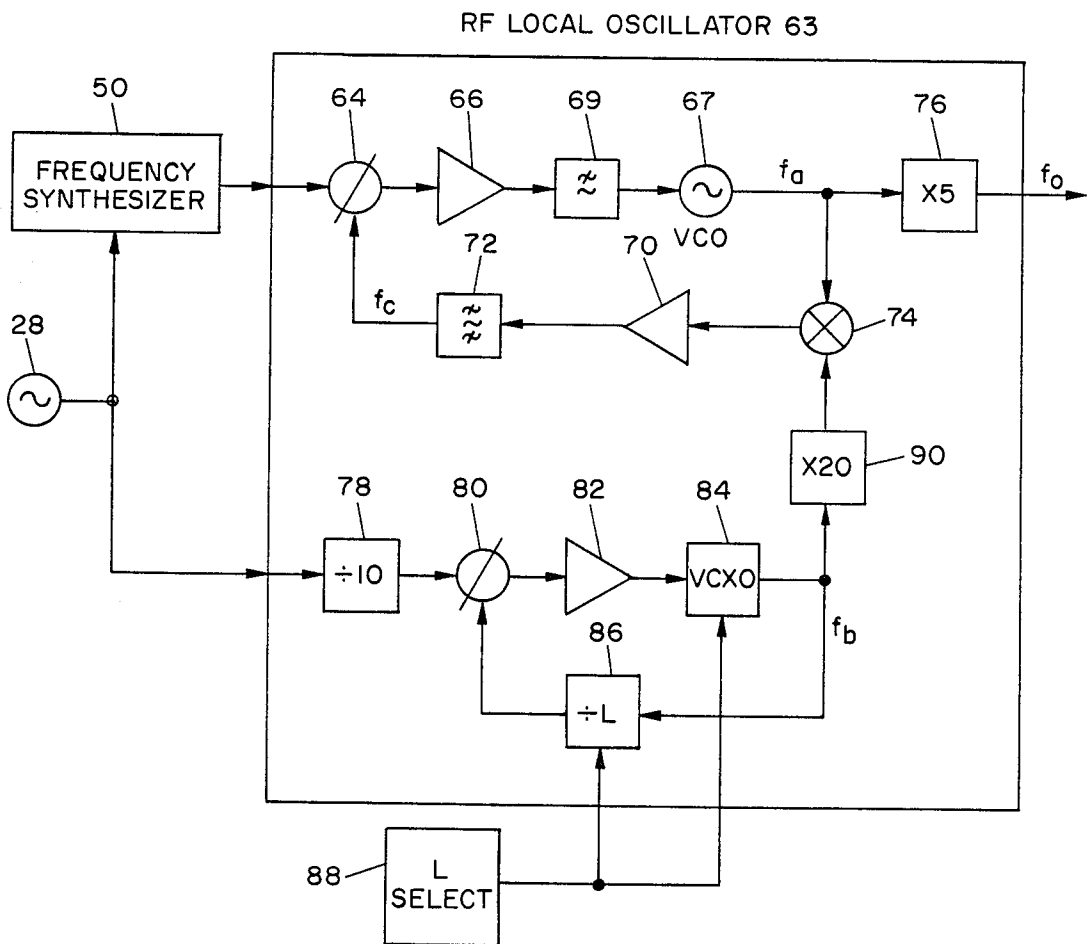 RF LOCAL OSCILLATOR 63
50
64
66
69
67
76
FREQUENCY
SYNTHESIZER
fa
X5
fo
VCO
72
70
fc
74
28
X20
90
78
80
82
84
÷10
VCXO
fb
86
÷L
88
L
SELECT